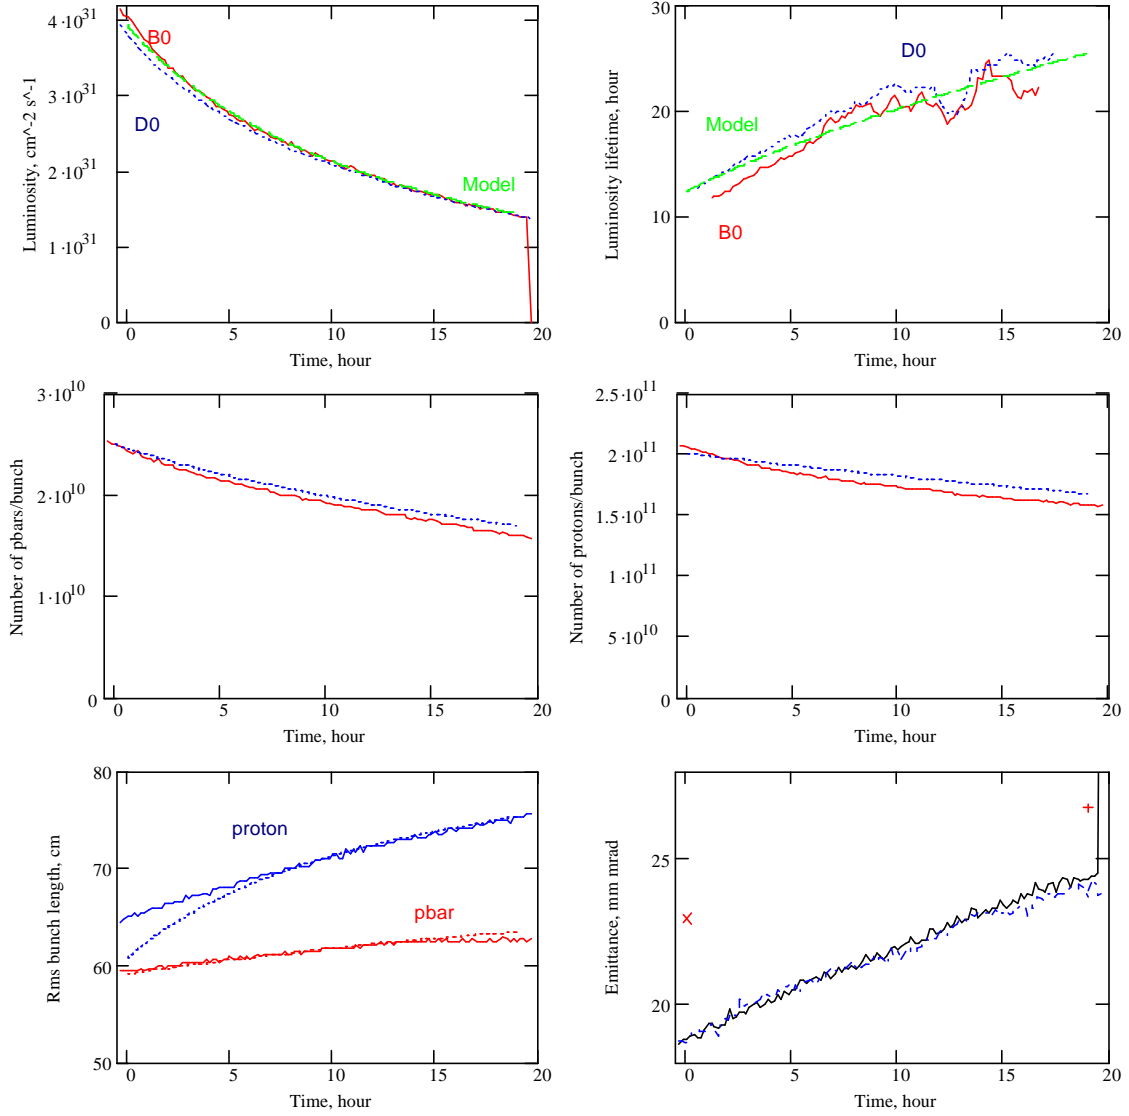 4·10^31
3·10^31
2·10^31
1·10^31
0
Luminosity, cm^-2 s^-1
B0
D0
Model
0 5 10 15 20
Time, hour
30
20
10
0
Luminosity lifetime, hour
D0
Model
B0
0 5 10 15 20
Time, hour
3·10^10
2·10^10
1·10^10
0
Number of pbars/bunch
0 5 10 15 20
Time, hour
2.5·10^11
2·10^11
1.5·10^11
1·10^11
5·10^10
0
Number of protons/bunch
0 5 10 15 20
Time, hour
80
70
60
50
Rms bunch length, cm
proton
pbar
0 5 10 15 20
Time, hour
25
20
Emittance, mm mrad
0 5 10 15 20
Time, hour